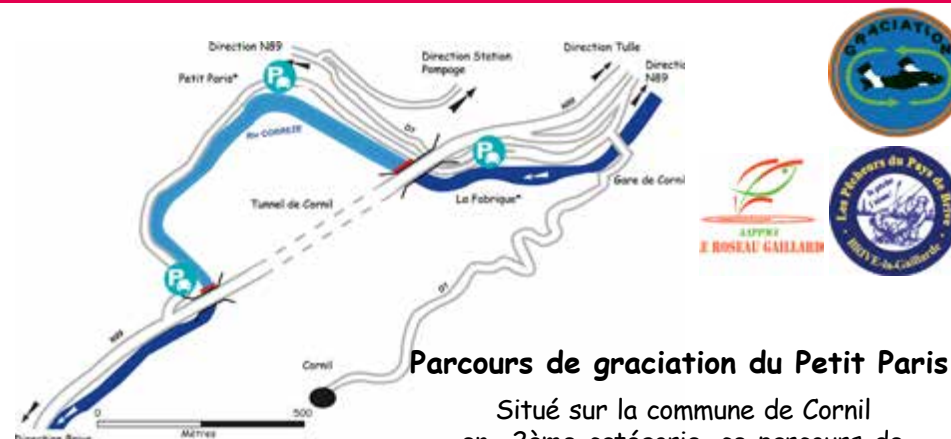 Direction N89
Petit Paris*
P
Direction Station
Pompage
Direction Tulle
N89
GRACIATION
Riv CORREZE
D1
N89
P
Gare de Cornil
Tunnel de Cornil
La Fabrique*
Les Pêcheurs du Pays de Brive
BRIVE-la-Gaillarde
AAPPMA
LE ROSEAU GAILLARD
P
D1
N89
Cornil
Parcours de graciation du Petit Paris
0
500
Mètres
Situé sur la commune de Cornil